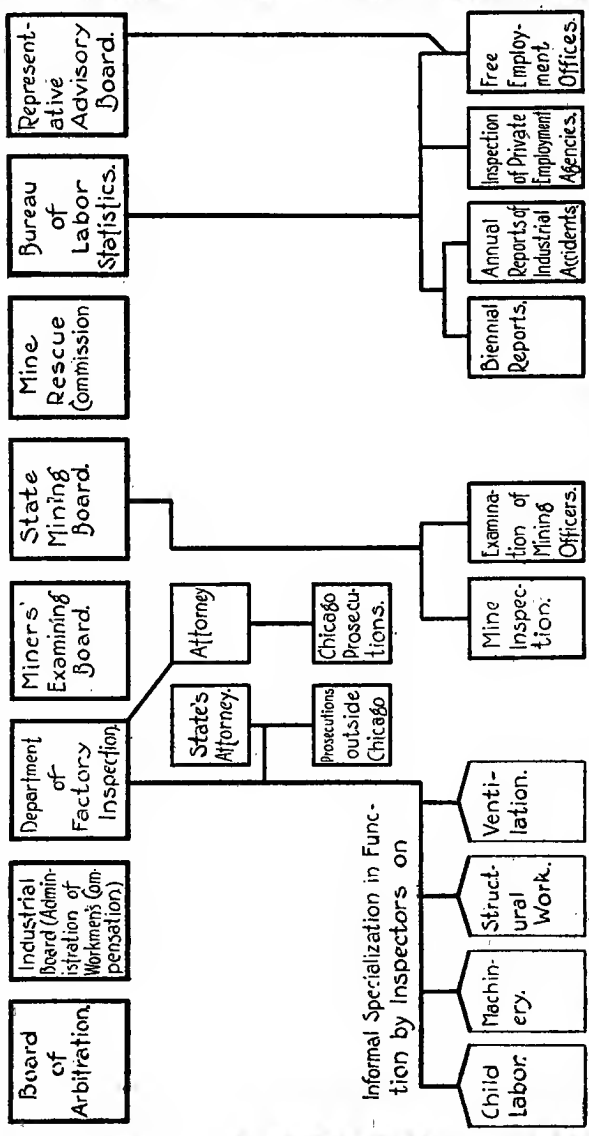 Board
of
Arbitration.
Industrial
Board (Admin-
istration of
Workmen's Com-
pensation)
Department
of
Factory
Inspection.
Miners'
Examining
Board.
State
Mining
Board.
Mine
Rescue
Commission
Bureau
of
Labor
Statistics.
Represent-
ative
Advisory
Board.
State's
Attorney.
Attorney
Prosecutions
outside
Chicago
Chicago
Prosecu-
tions.
Informal Specialization in Func-
tion by Inspectors on
Child
Labor.
Machin-
ery.
Struct-
ural
Work.
Venti-
lation.
Mine
Inspec-
tion.
Examina-
tion of
Mining
Officers.
Biennial
Reports.
Annual
Reports of
Industrial
Accidents
Inspection
of Private
Employment
Agencies.
Free
Employ-
ment
Offices.